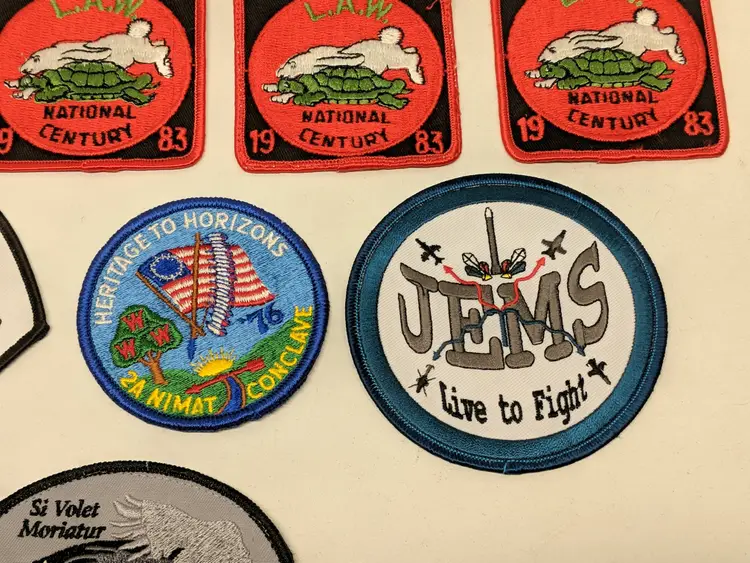 L.A.W.
NATIONAL
CENTURY
19 83
L.A.W.
NATIONAL
CENTURY
19 83
L.A.W.
NATIONAL
CENTURY
19 83
HERITAGE TO HORIZONS
'76
WWW
2A NIMAT CONCLAVE
JEMS
Live to Fight
Si Volet
Moriatur